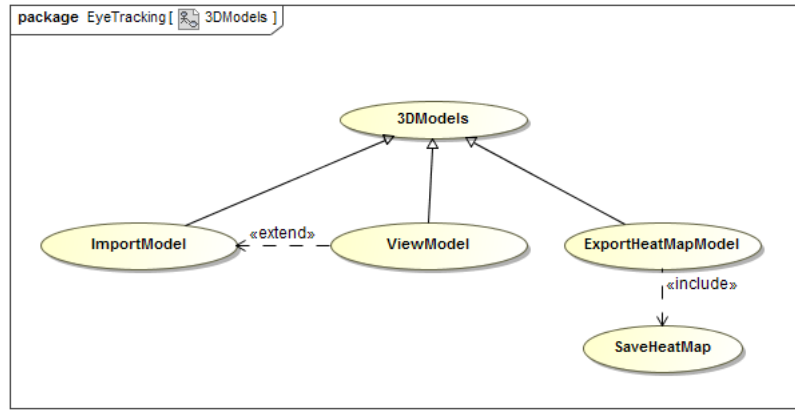 package EyeTracking [ 3DModels ]
3DModels
ImportModel
«extend»
ViewModel
ExportHeatMapModel
«include»
SaveHeatMap